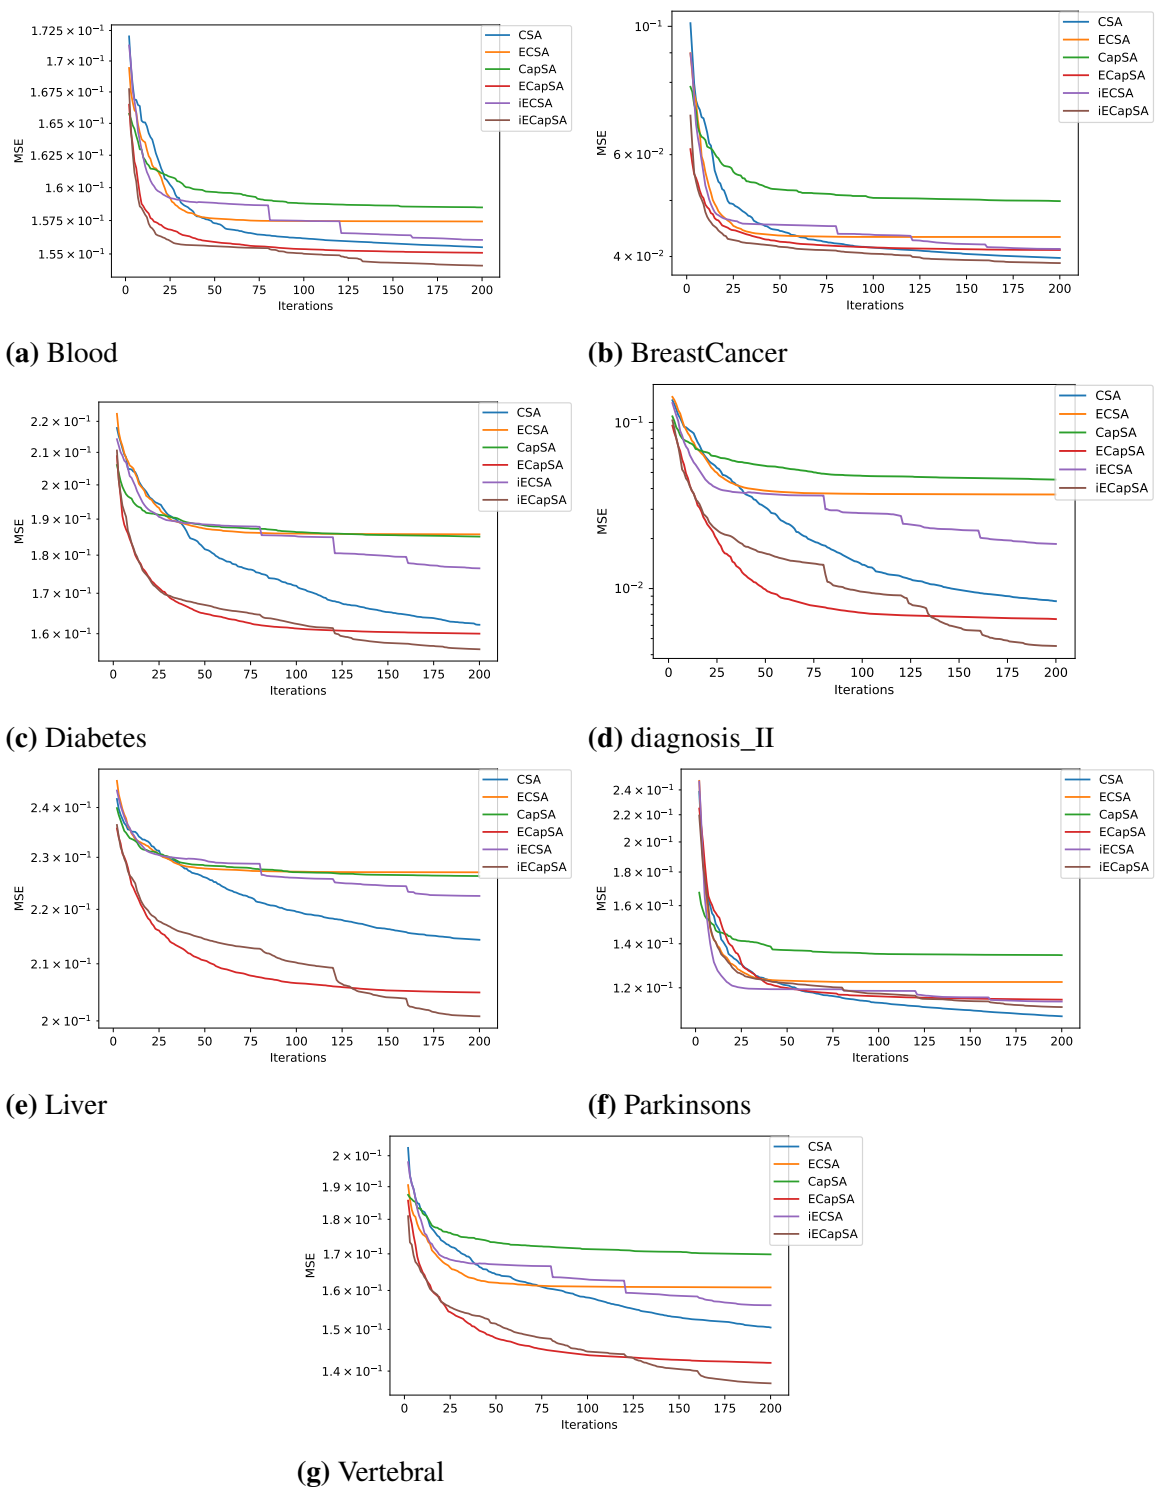 1.725 × 10⁻¹
1.7 × 10⁻¹
1.675 × 10⁻¹
1.65 × 10⁻¹
1.625 × 10⁻¹
1.6 × 10⁻¹
1.575 × 10⁻¹
1.55 × 10⁻¹
MSE
0 25 50 75 100 125 150 175 200
Iterations
CSA
ECSA
CapSA
ECapSA
iECSA
iECapSA
(a) Blood
10⁻¹
6 × 10⁻²
4 × 10⁻²
MSE
0 25 50 75 100 125 150 175 200
Iterations
CSA
ECSA
CapSA
ECapSA
iECSA
iECapSA
(b) BreastCancer
2.2 × 10⁻¹
2.1 × 10⁻¹
2 × 10⁻¹
1.9 × 10⁻¹
1.8 × 10⁻¹
1.7 × 10⁻¹
1.6 × 10⁻¹
MSE
0 25 50 75 100 125 150 175 200
Iterations
CSA
ECSA
CapSA
ECapSA
iECSA
iECapSA
(c) Diabetes
10⁻¹
10⁻²
MSE
0 25 50 75 100 125 150 175 200
Iterations
CSA
ECSA
CapSA
ECapSA
iECSA
iECapSA
(d) diagnosis_II
2.4 × 10⁻¹
2.3 × 10⁻¹
2.2 × 10⁻¹
2.1 × 10⁻¹
2 × 10⁻¹
MSE
0 25 50 75 100 125 150 175 200
Iterations
CSA
ECSA
CapSA
ECapSA
iECSA
iECapSA
(e) Liver
2.4 × 10⁻¹
2.2 × 10⁻¹
2 × 10⁻¹
1.8 × 10⁻¹
1.6 × 10⁻¹
1.4 × 10⁻¹
1.2 × 10⁻¹
MSE
0 25 50 75 100 125 150 175 200
Iterations
CSA
ECSA
CapSA
ECapSA
iECSA
iECapSA
(f) Parkinsons
2 × 10⁻¹
1.9 × 10⁻¹
1.8 × 10⁻¹
1.7 × 10⁻¹
1.6 × 10⁻¹
1.5 × 10⁻¹
1.4 × 10⁻¹
MSE
0 25 50 75 100 125 150 175 200
Iterations
CSA
ECSA
CapSA
ECapSA
iECSA
iECapSA
(g) Vertebral